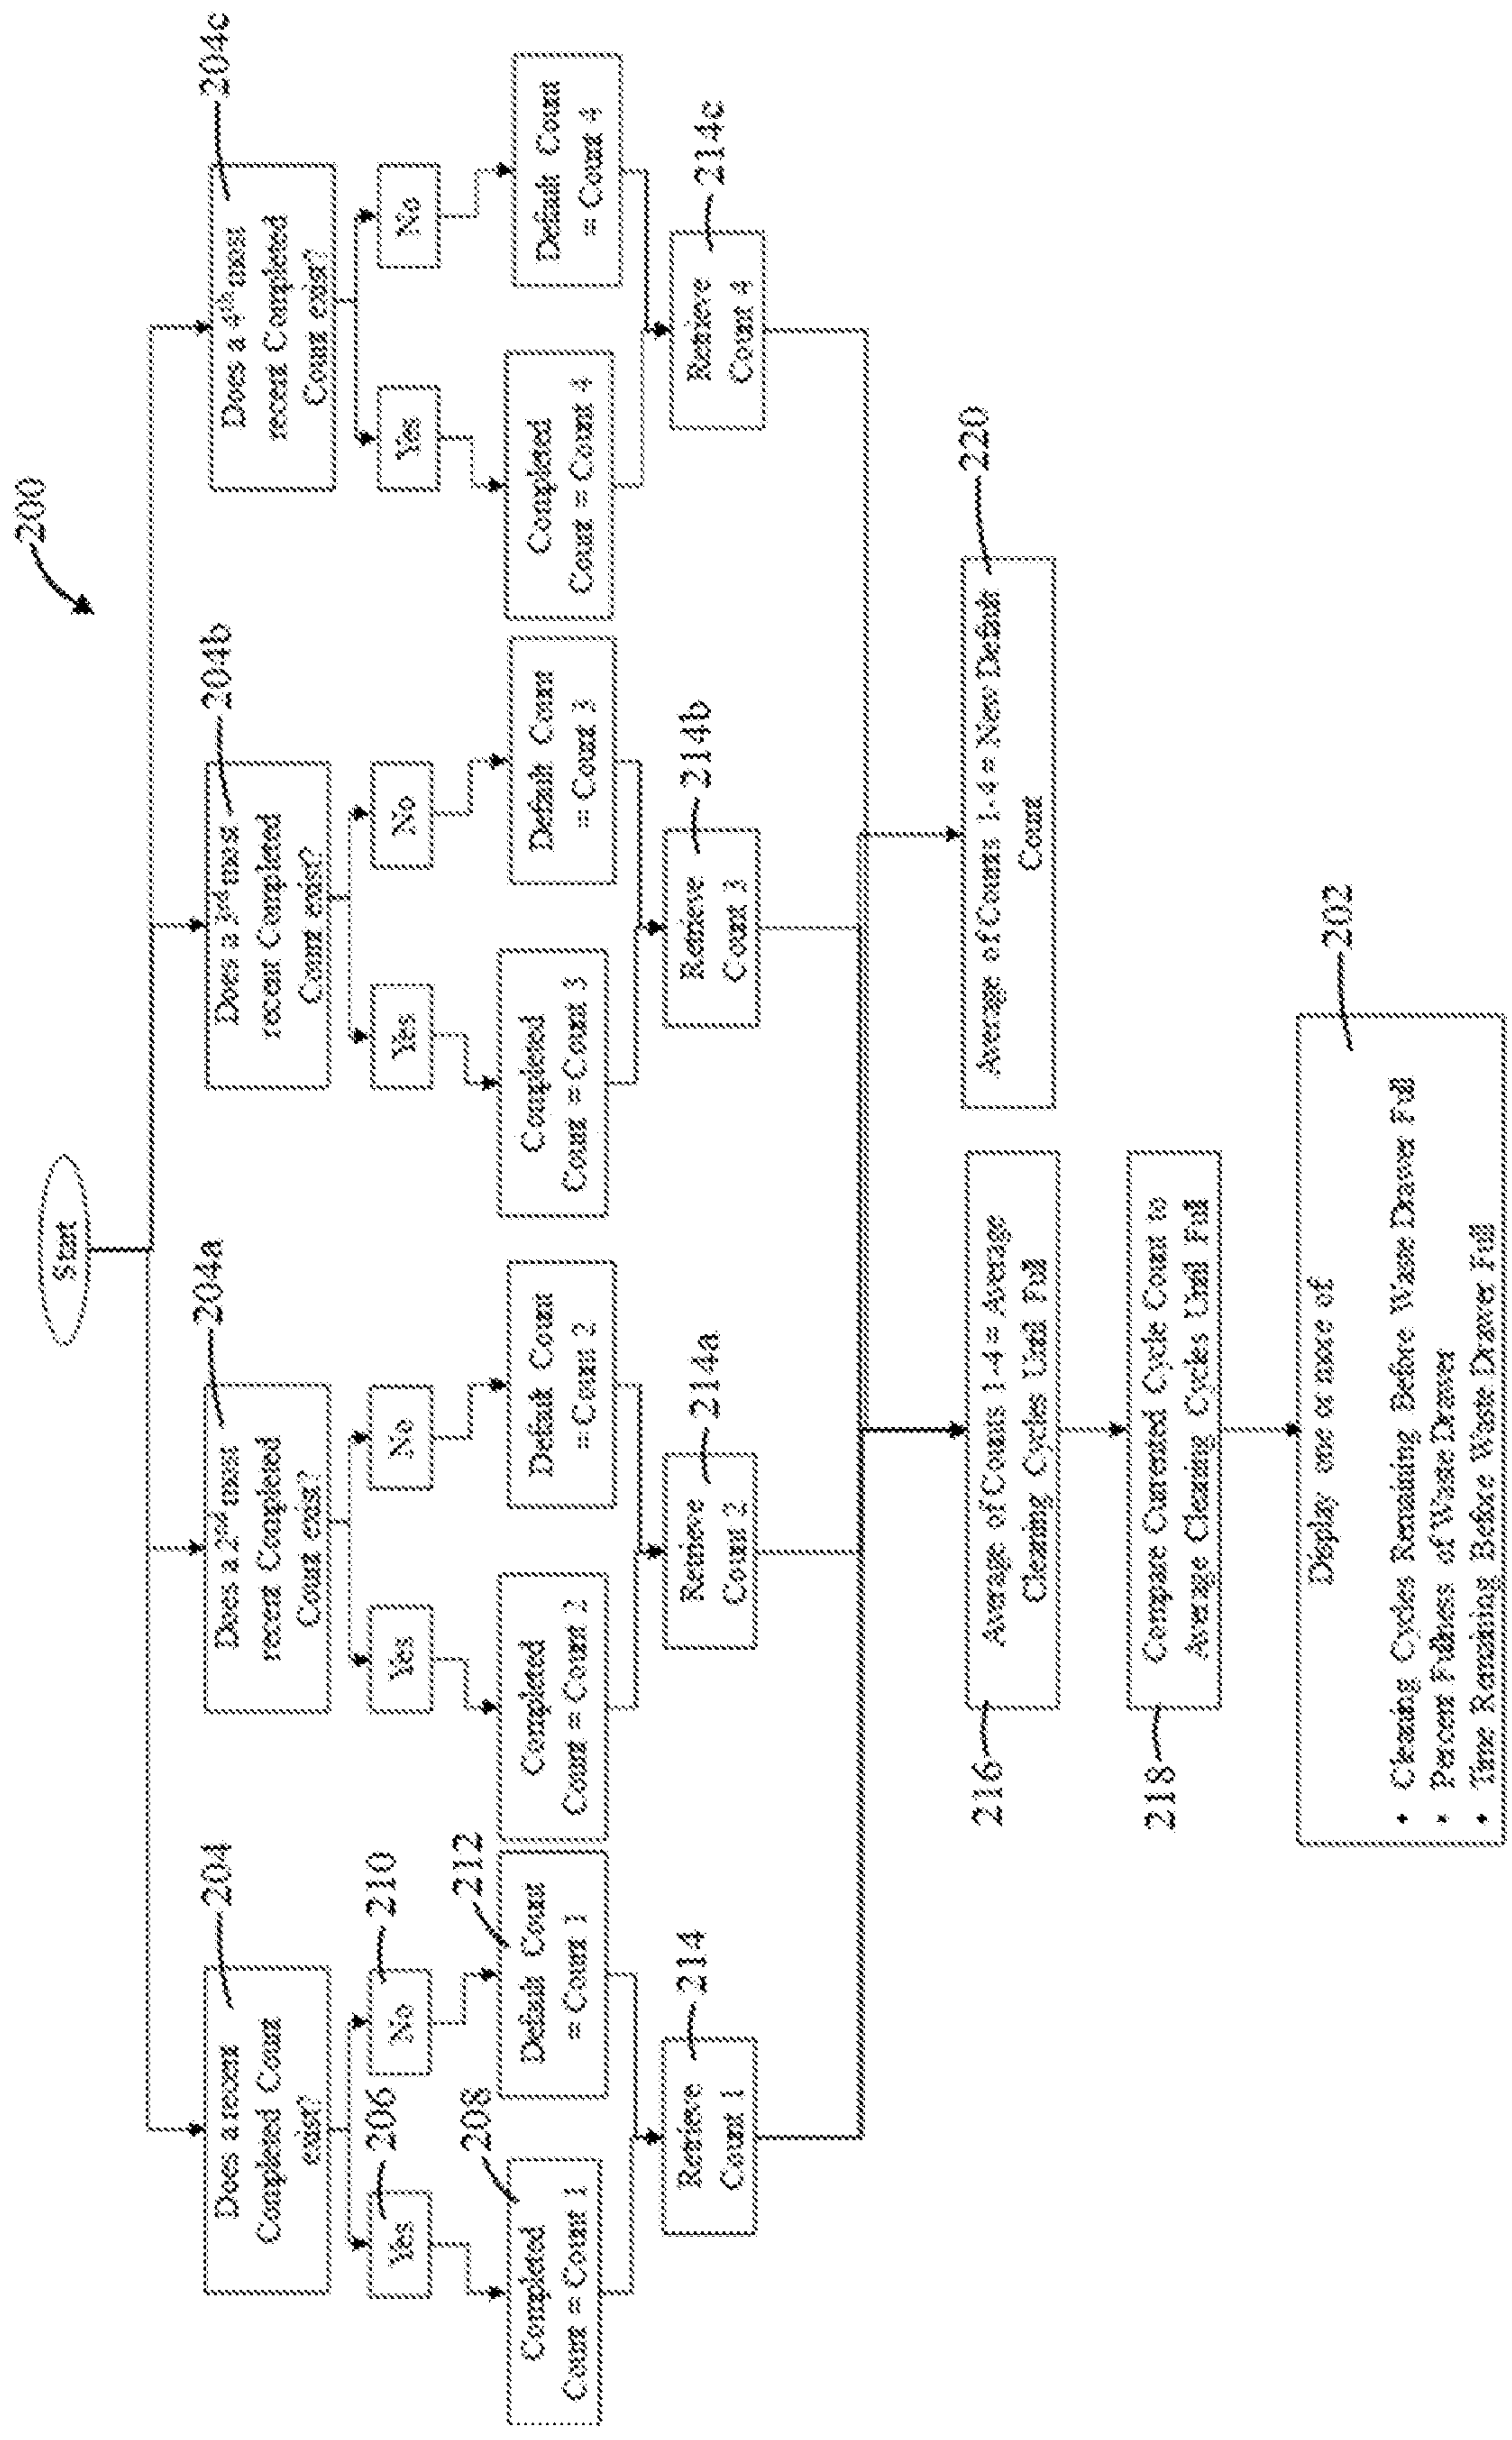 200
Start
204
Does a recent
Completed Count
exist?
206
Yes
210
No
208
Completed
Count = Count 1
212
Default Count
= Count 1
214
Retrieve
Count 1
204a
Does a 2nd most
recent Completed
Count exist?
Yes
No
Completed
Count = Count 2
Default Count
= Count 2
214a
Retrieve
Count 2
204b
Does a 3rd most
recent Completed
Count exist?
Yes
No
Completed
Count = Count 3
Default Count
= Count 3
214b
Retrieve
Count 3
204c
Does a 4th most
recent Completed
Count exist?
Yes
No
Completed
Count = Count 4
Default Count
= Count 4
214c
Retrieve
Count 4
216
Average of Counts 1-4 = Average
Cleaning Cycles Until Full
220
Average of Counts 1-4 = New Default
Count
218
Compare Currented Cycle Count to
Average Cleaning Cycles Until Full
202
Display one or more of
• Cleaning Cycles Remaining Before Waste Drawer Full
• Percent Fullness of Waste Drawer
• Time Remaining Before Waste Drawer Full